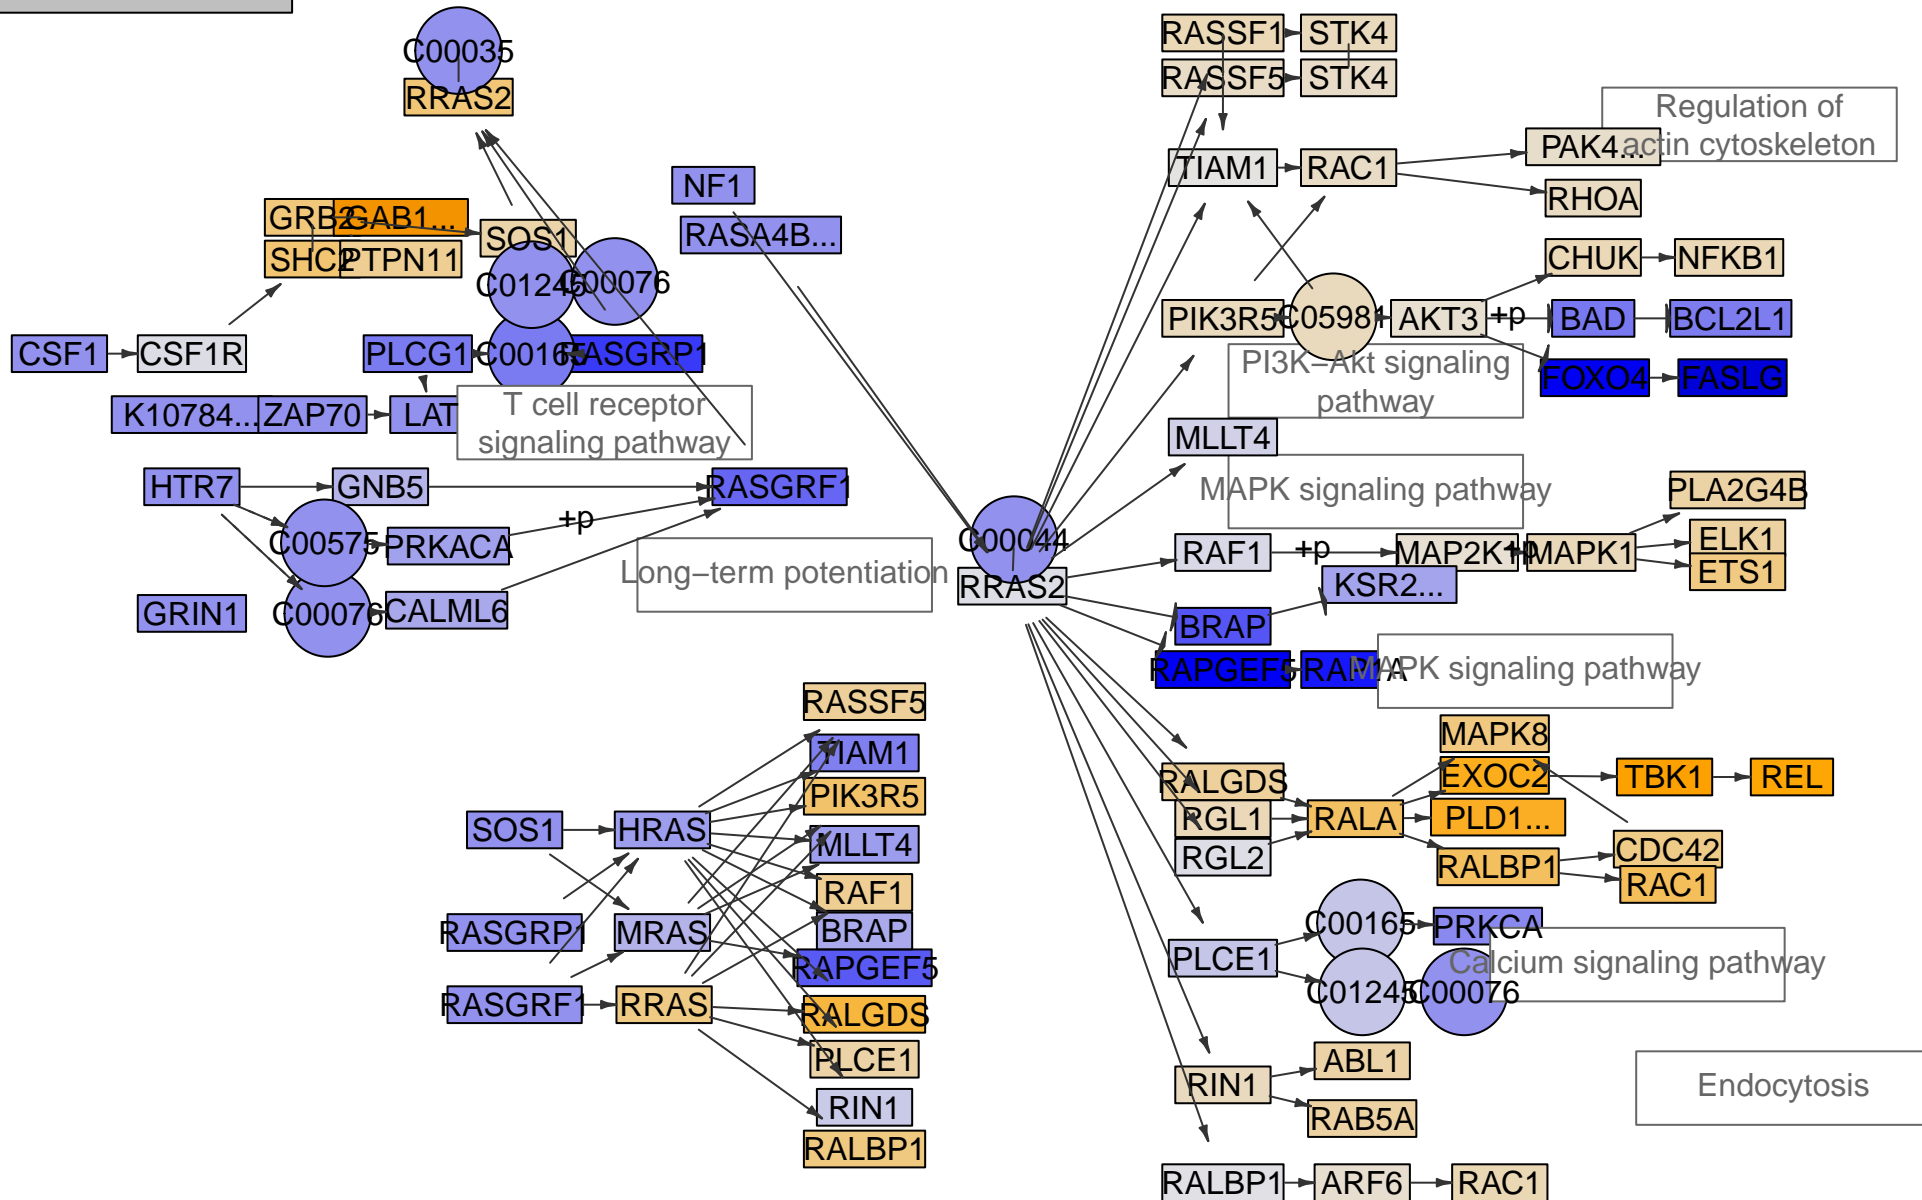 C00035
RRAS2
RASSF1
STK4
RASSF5
STK4
Regulation of
actin cytoskeleton
PAK4...
TIAM1
RAC1
RHOA
NF1
RASA4B...
GRB2
GAB1...
SOS1
SHC2
PTPN11
C01245
C00076
CHUK
NFKB1
CSF1
CSF1R
PLCG1
C00165
RASGRP1
PIK3R5
C05981
AKT3
+p
BAD
BCL2L1
PI3K–Akt signaling
pathway
FOXO4
FASLG
K10784...
ZAP70
LAT
T cell receptor
signaling pathway
MLLT4
MAPK signaling pathway
HTR7
GNB5
RASGRF1
PLA2G4B
C00575
PRKACA
+p
C00044
RRAS2
RAF1
+p
MAP2K1
+p
MAPK1
ELK1
ETS1
Long–term potentiation
KSR2...
GRIN1
C00076
CALML6
BRAP
RAPGEF5
RAP1A
MAPK signaling pathway
RASSF5
TIAM1
PIK3R5
MAPK8
RALGDS
EXOC2
TBK1
REL
SOS1
HRAS
MLLT4
RGL1
RALA
PLD1...
RGL2
RALBP1
CDC42
RAC1
RAF1
RASGRP1
MRAS
BRAP
RAPGEF5
C00165
PRKCA
PLCE1
Calcium signaling pathway
C01245
C00076
RASGRF1
RRAS
RALGDS
PLCE1
RIN1
RALBP1
RIN1
ABL1
RAB5A
Endocytosis
RALBP1
ARF6
RAC1